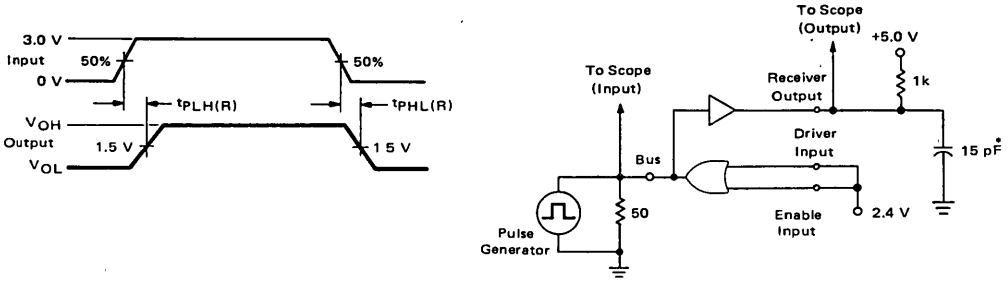 3.0 V
Input
50%
50%
0 V
tPLH(R)
tPHL(R)
VOH
Output
1.5 V
1 5 V
VOL
To Scope
(Output)
+5.0 V
To Scope
(Input)
Receiver
Output
1k
Driver
Input
15 pF*
Bus
Enable
Input
2.4 V
50
Pulse
Generator